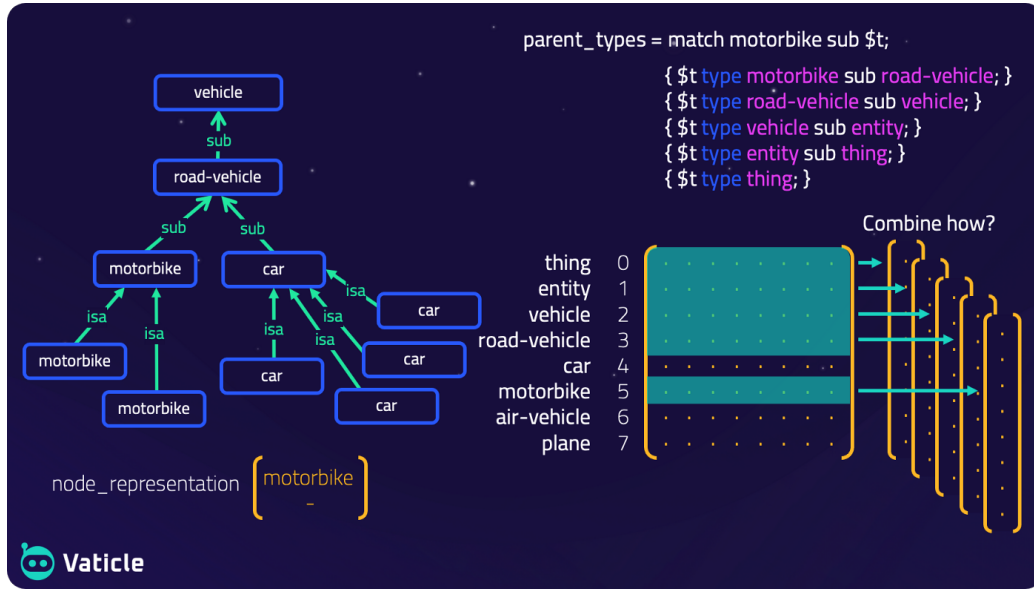 parent_types = match motorbike sub $t;
{ $t type motorbike sub road-vehicle; }
{ $t type road-vehicle sub vehicle; }
{ $t type vehicle sub entity; }
{ $t type entity sub thing; }
{ $t type thing; }
vehicle
sub
road-vehicle
sub
sub
motorbike
car
isa
isa
isa
isa
isa
isa
car
motorbike
car
car
motorbike
car
Combine how?
thing 0
entity 1
vehicle 2
road-vehicle 3
car 4
motorbike 5
air-vehicle 6
plane 7
node_representation
motorbike
–
Vaticle